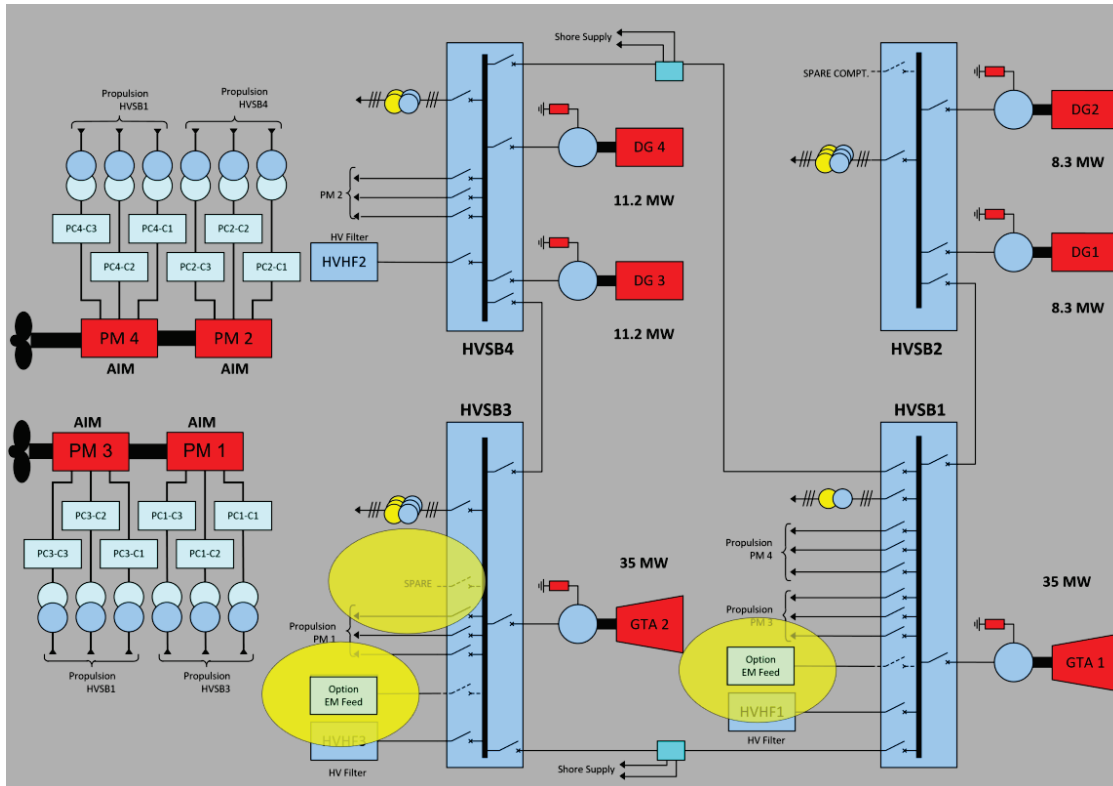 Propulsion
HVSB1
Propulsion
HVSB4
PC4-C3
PC4-C1
PC2-C2
PC4-C2
PC2-C3
PC2-C1
PM 4
PM 2
AIM
AIM
AIM
AIM
PM 3
PM 1
PC3-C2
PC1-C3
PC1-C1
PC3-C3
PC3-C1
PC1-C2
Propulsion
HVSB1
Propulsion
HVSB3
Shore Supply
PM 2
HV Filter
HVHF2
DG 4
11.2 MW
DG 3
11.2 MW
HVSB4
SPARE COMPT.
DG2
8.3 MW
DG1
8.3 MW
HVSB2
HVSB3
SPARE
Propulsion
PM 1
Option
EM Feed
HVHF3
HV Filter
35 MW
GTA 2
Shore Supply
HVSB1
Propulsion
PM 4
Propulsion
PM 3
Option
EM Feed
HVHF1
HV Filter
35 MW
GTA 1